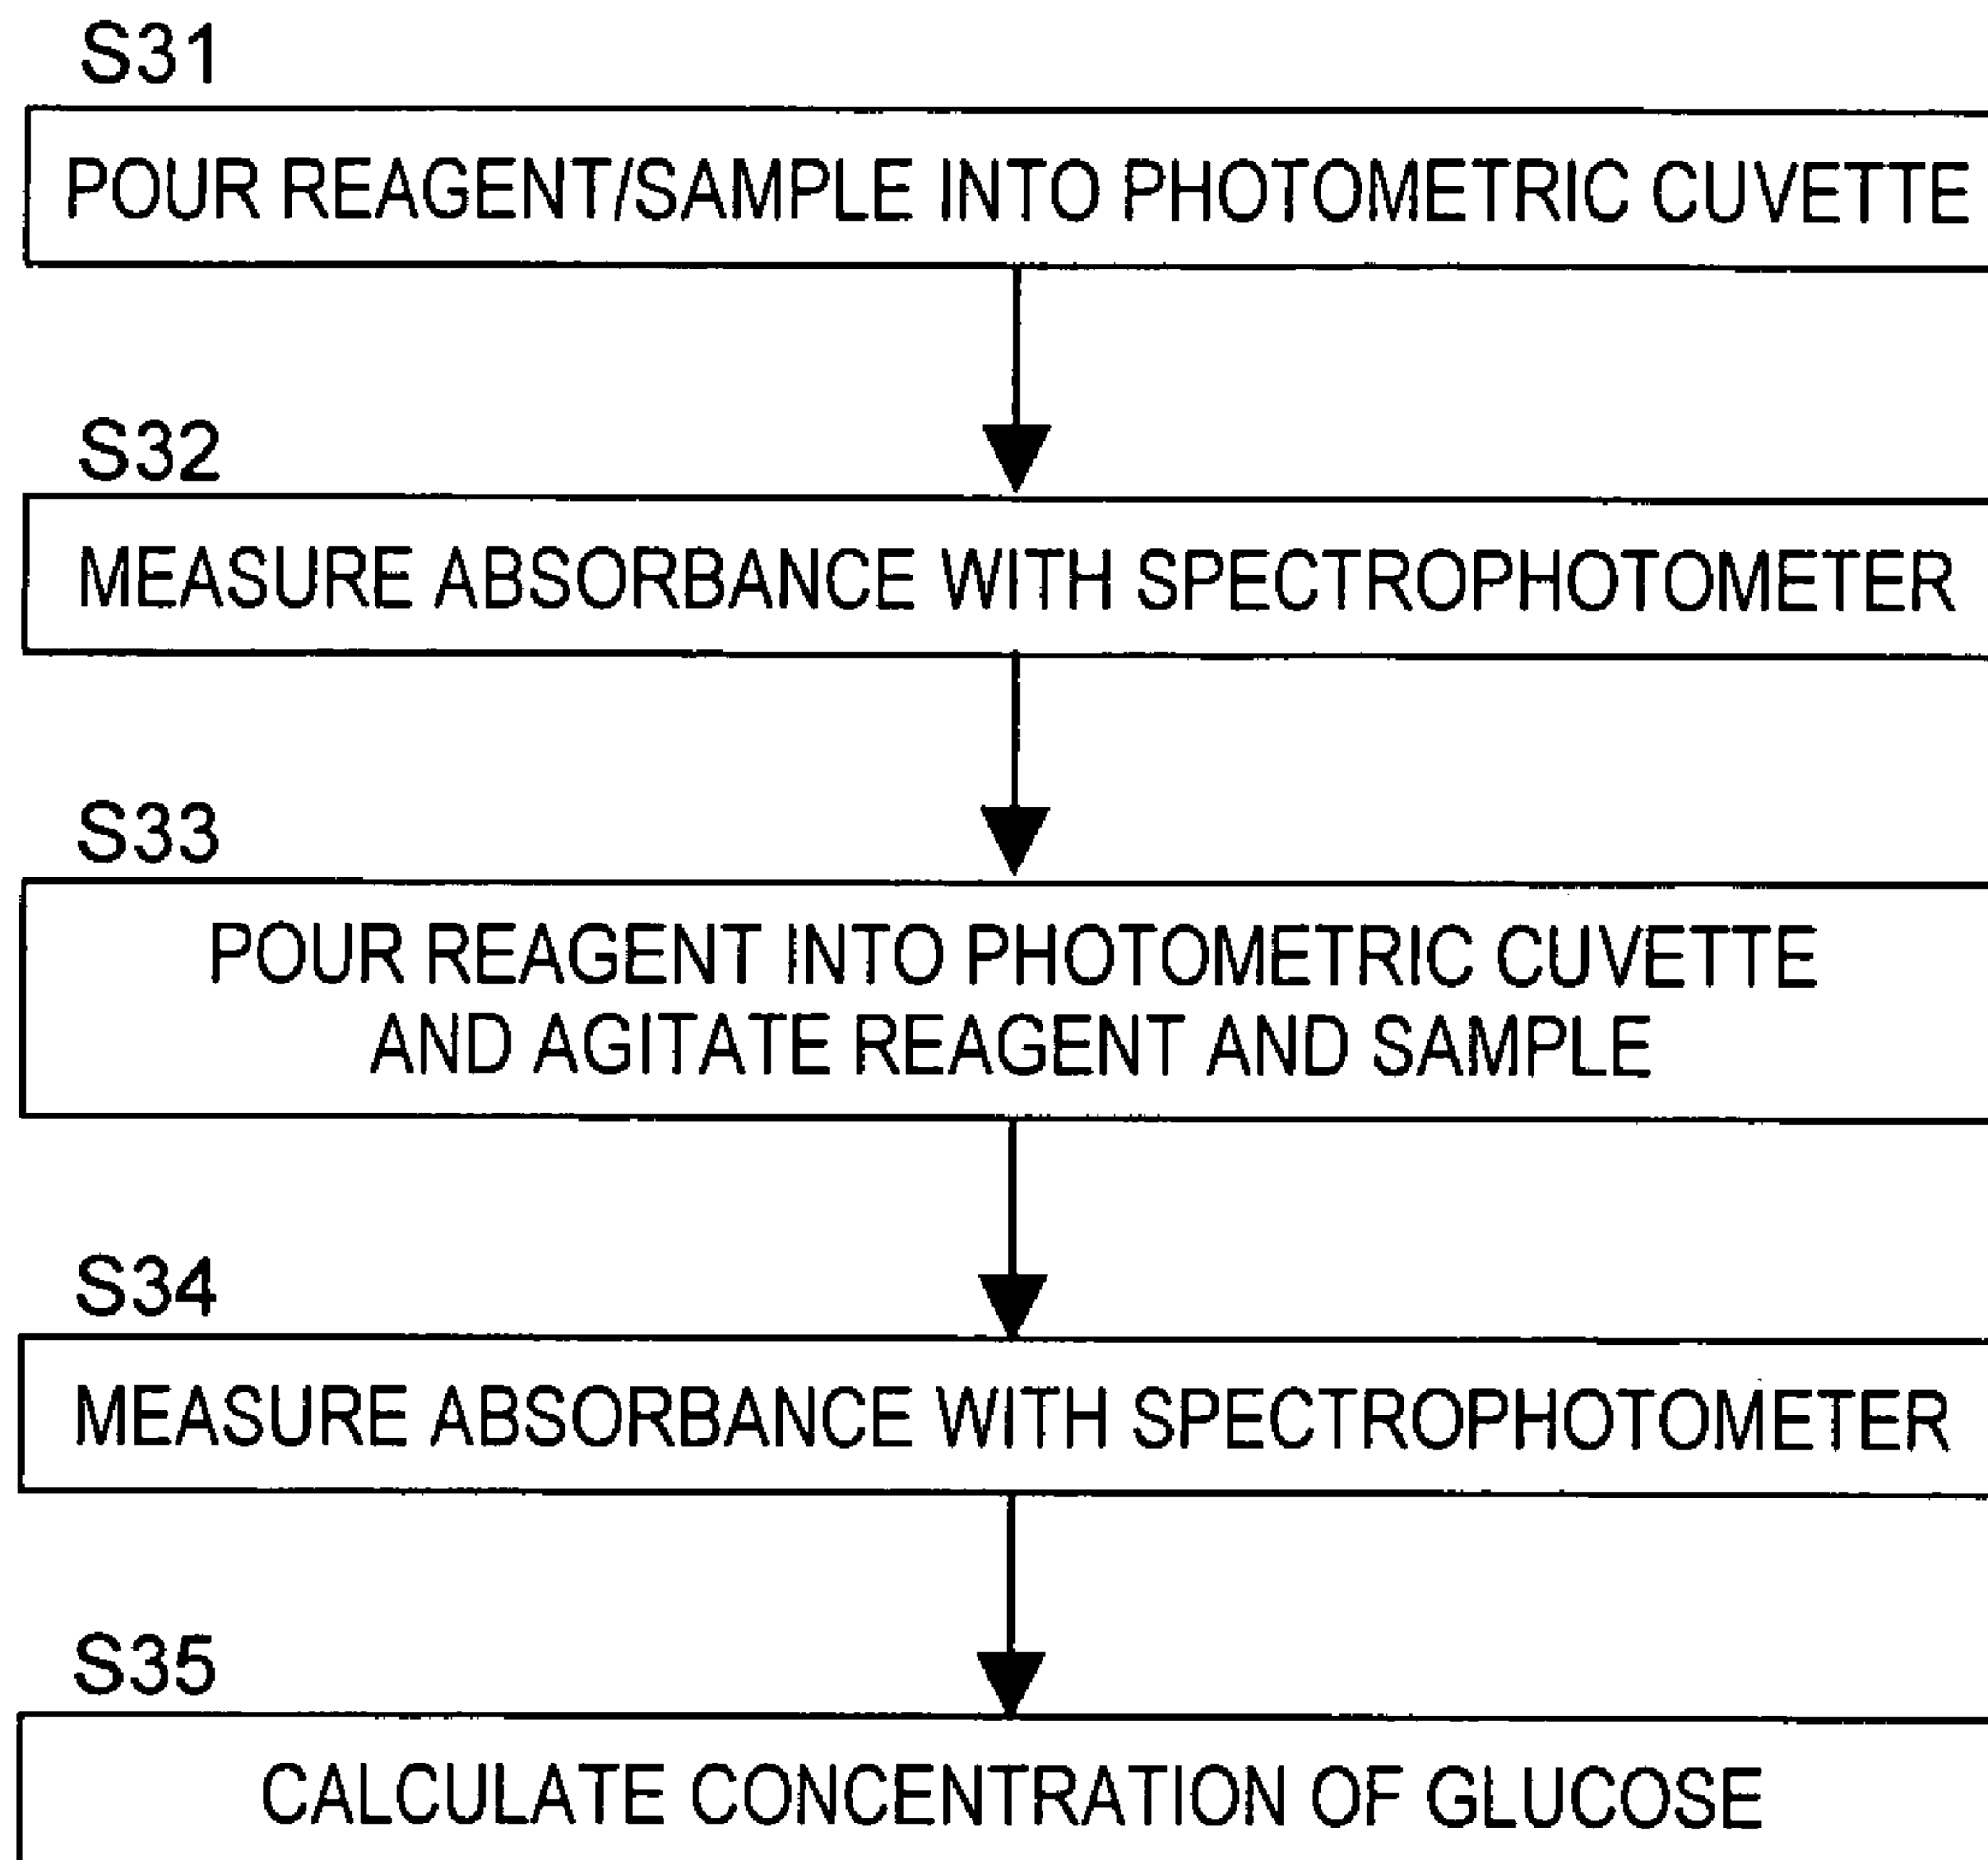 S31
POUR REAGENT/SAMPLE INTO PHOTOMETRIC CUVETTE
S32
MEASURE ABSORBANCE WITH SPECTROPHOTOMETER
S33
POUR REAGENT INTO PHOTOMETRIC CUVETTE
AND AGITATE REAGENT AND SAMPLE
S34
MEASURE ABSORBANCE WITH SPECTROPHOTOMETER
S35
CALCULATE CONCENTRATION OF GLUCOSE